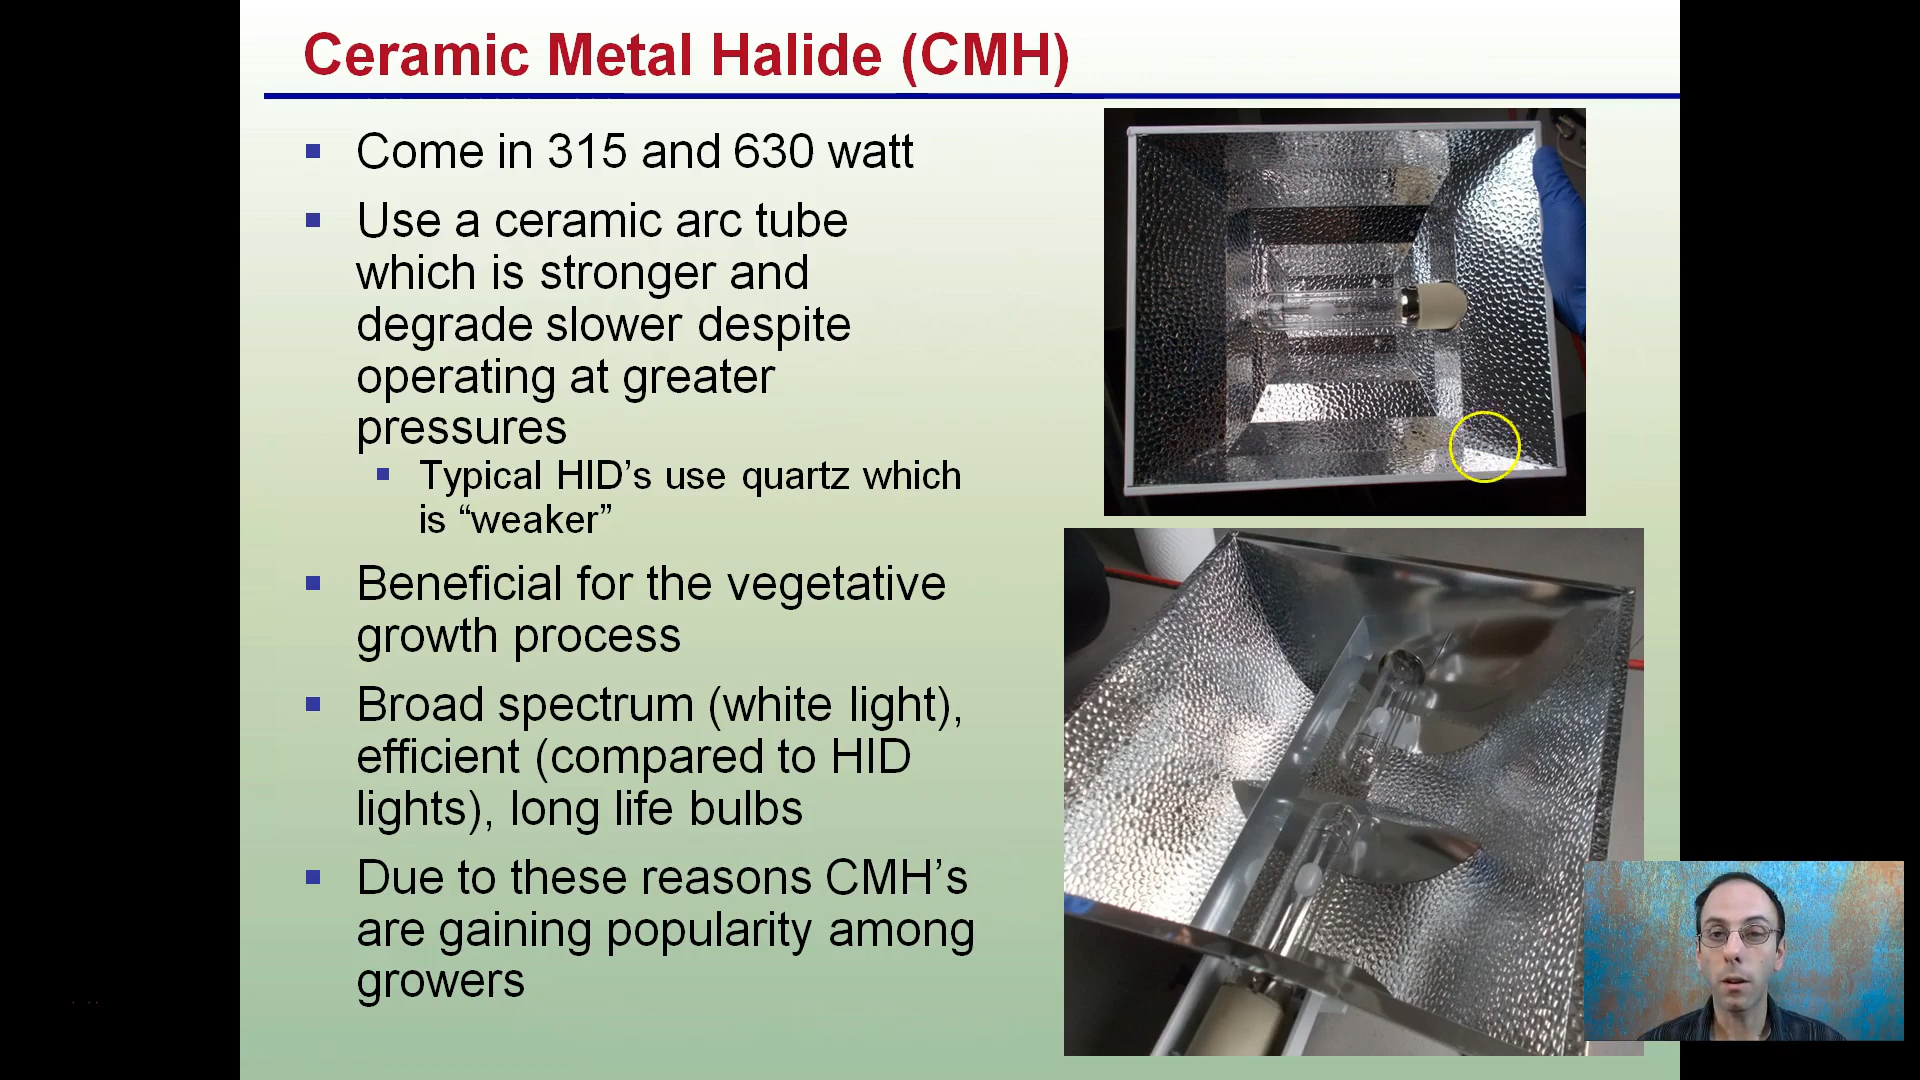 Ceramic Metal Halide (CMH)
Come in 315 and 630 watt
Use a ceramic arc tube
which is stronger and
degrade slower despite
operating at greater
pressures
Typical HID’s use quartz which
is “weaker”
Beneficial for the vegetative
growth process
Broad spectrum (white light),
efficient (compared to HID
lights), long life bulbs
Due to these reasons CMH’s
are gaining popularity among
growers